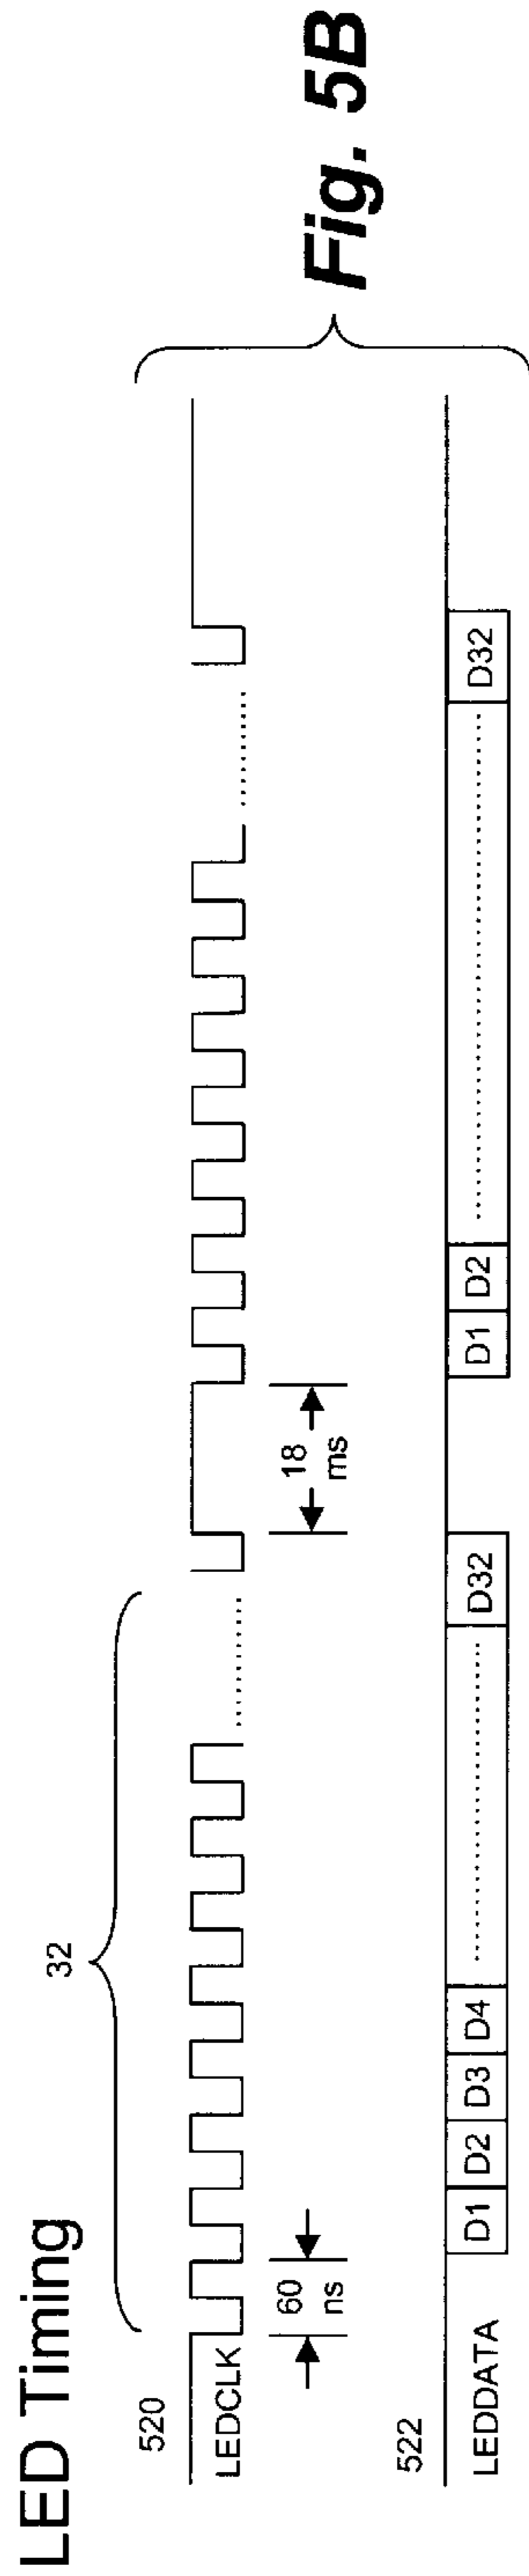 LED Timing
32
520
LEDCLK
60
ns
18
ms
522
LEDDATA
D1 D2 D3 D4 ............ D32 D1 D2 ............ D32
Fig. 5B